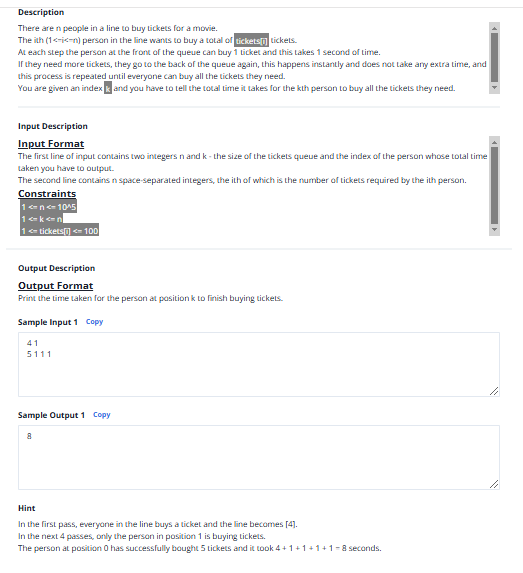 Description
There are n people in a line to buy tickets for a movie.
The ith (1<=i<=n) person in the line wants to buy a total of tickets[i] tickets.
At each step the person at the front of the queue can buy 1 ticket and this takes 1 second of time.
If they need more tickets, they go to the back of the queue again, this happens instantly and does not take any extra time, and
this process is repeated until everyone can buy all the tickets they need.
You are given an index k and you have to tell the total time it takes for the kth person to buy all the tickets they need.
Input Description
Input Format
The first line of input contains two integers n and k - the size of the tickets queue and the index of the person whose total time
taken you have to output.
The second line contains n space-separated integers, the ith of which is the number of tickets required by the ith person.
Constraints
1 <= n <= 10^5
1 <= k <= n
1 <= tickets[i] <= 100
Output Description
Output Format
Print the time taken for the person at position k to finish buying tickets.
Sample Input 1 Copy
4 1
5 1 1 1
Sample Output 1 Copy
8
Hint
In the first pass, everyone in the line buys a ticket and the line becomes [4].
In the next 4 passes, only the person in position 1 is buying tickets.
The person at position 0 has successfully bought 5 tickets and it took 4 + 1 + 1 + 1 + 1 = 8 seconds.